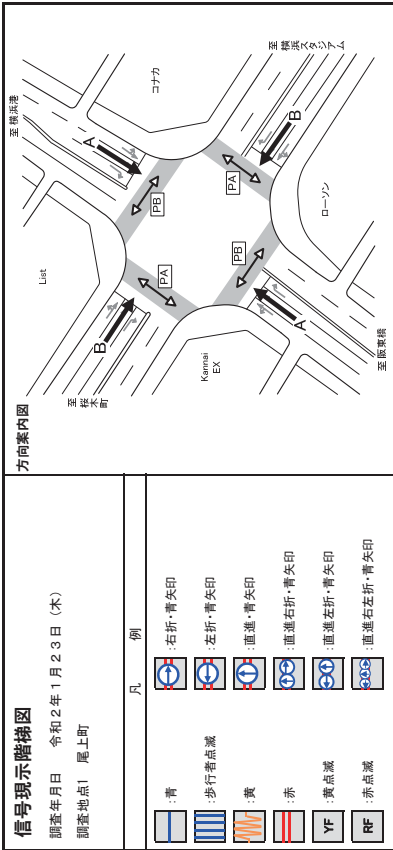 信号現示階梯図
調査年月日　令和2年1月23日（木）
調査地点1　尾上町
凡　例
:青
:右折・青矢印
:歩行者点滅
:左折・青矢印
:黄
:直進・青矢印
:赤
:直進右折・青矢印
YF :黄点滅
:直進左折・青矢印
RF :赤点滅
:直進右左折・青矢印
方向案内図
至桜木町
List
至横浜港
B
A
PA
PB
コナカ
Kannai EX
PB
PA
A
B
至阪東橋
ローソン
至横浜スタジアム